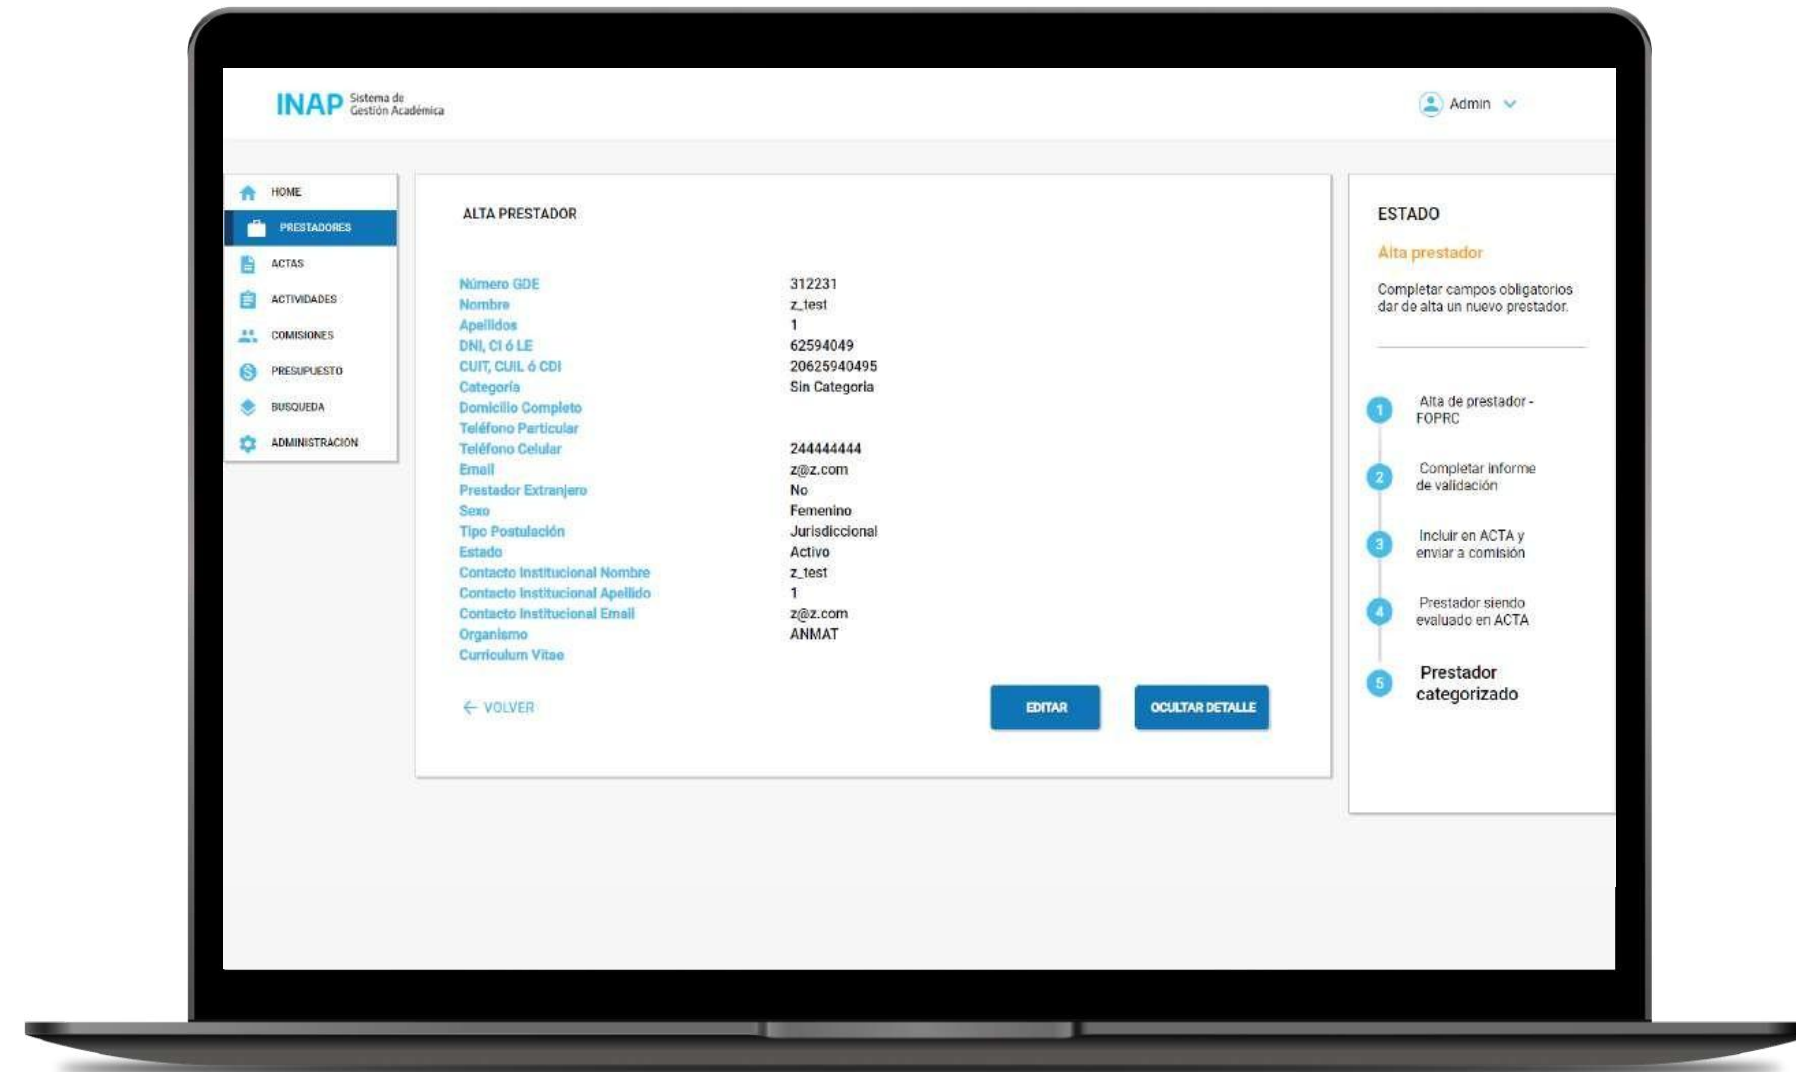 INAP Sistema de
Gestión Académica
Admin
HOME
PRESTADORES
ACTAS
ACTIVIDADES
COMISIONES
PRESUPUESTO
BUSQUEDA
ADMINISTRACION
ALTA PRESTADOR
Número GDE 312231
Nombre z_test
Apellidos 1
DNI, CI ó LE 62594049
CUIT, CUIL ó CDI 20625940495
Categoría Sin Categoria
Domicilio Completo
Teléfono Particular
Teléfono Celular 244444444
Email z@z.com
Prestador Extranjero No
Sexo Femenino
Tipo Postulación Jurisdiccional
Estado Activo
Contacto Institucional Nombre z_test
Contacto Institucional Apellido 1
Contacto Institucional Email z@z.com
Organismo ANMAT
Curriculum Vitae
← VOLVER
EDITAR
OCULTAR DETALLE
ESTADO
Alta prestador
Completar campos obligatorios
dar de alta un nuevo prestador.
1 Alta de prestador -
FOPRC
2 Completar informe
de validación
3 Incluir en ACTA y
enviar a comisión
4 Prestador siendo
evaluado en ACTA
5 Prestador
categorizado